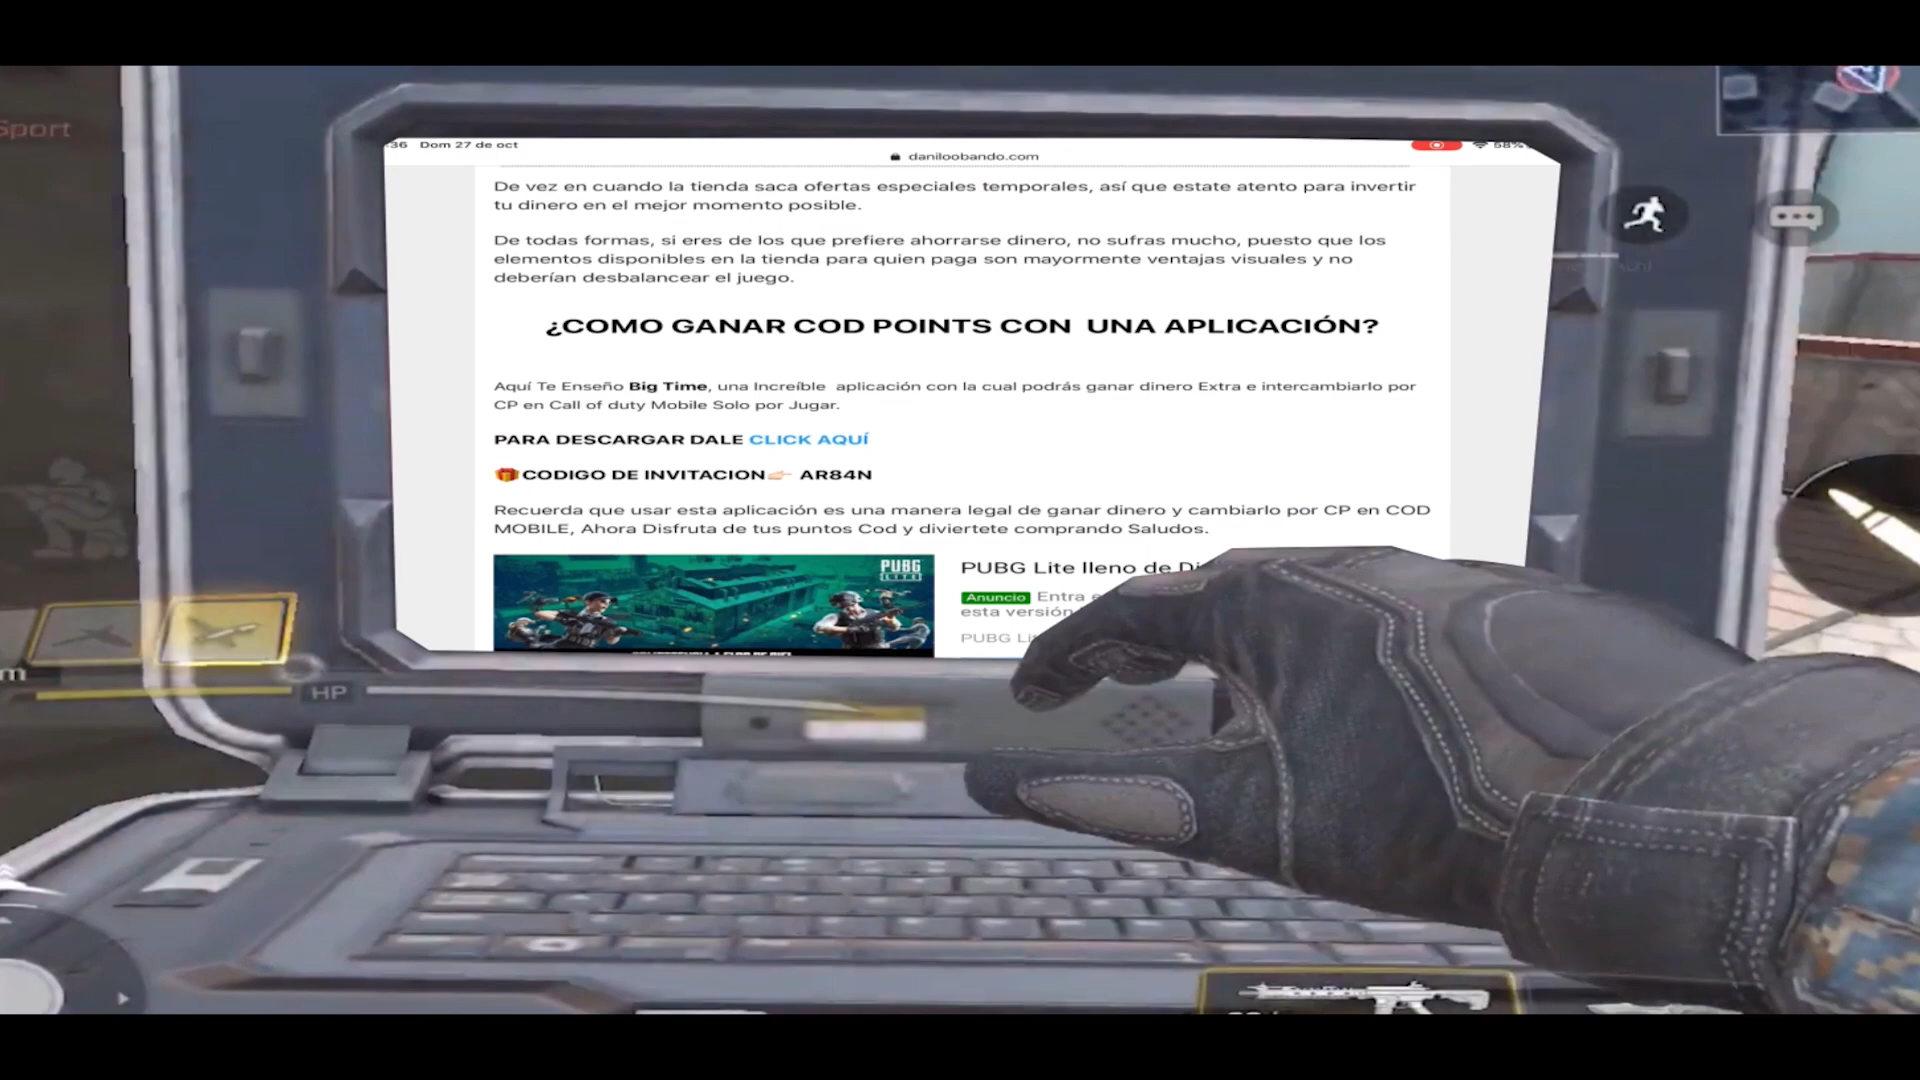 Sport
36 Dom 27 de oct
58%
daniloobando.com
De vez en cuando la tienda saca ofertas especiales temporales, así que estate atento para invertir
tu dinero en el mejor momento posible.
De todas formas, si eres de los que prefiere ahorrarse dinero, no sufras mucho, puesto que los
elementos disponibles en la tienda para quien paga son mayormente ventajas visuales y no
deberían desbalancear el juego.
¿COMO GANAR COD POINTS CON UNA APLICACIÓN?
Aquí Te Enseño Big Time, una Increíble aplicación con la cual podrás ganar dinero Extra e intercambiarlo por
CP en Call of duty Mobile Solo por Jugar.
PARA DESCARGAR DALE CLICK AQUÍ
🎁CODIGO DE INVITACION👉🏻 AR84N
Recuerda que usar esta aplicación es una manera legal de ganar dinero y cambiarlo por CP en COD
MOBILE, Ahora Disfruta de tus puntos Cod y diviertete comprando Saludos.
PUBG
LITE
PUBG Lite lleno de
Anuncio Entra
esta versión
PUBG
HP